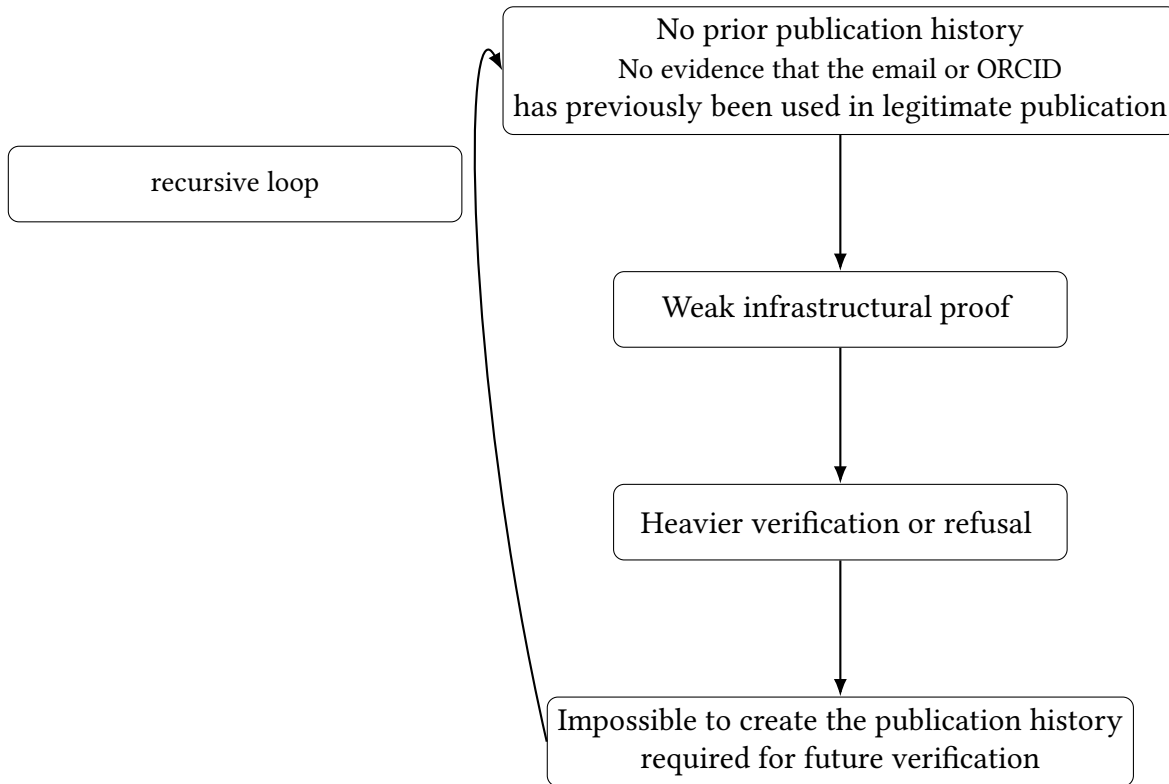 No prior publication history
No evidence that the email or ORCID
has previously been used in legitimate publication
recursive loop
Weak infrastructural proof
Heavier verification or refusal
Impossible to create the publication history
required for future verification